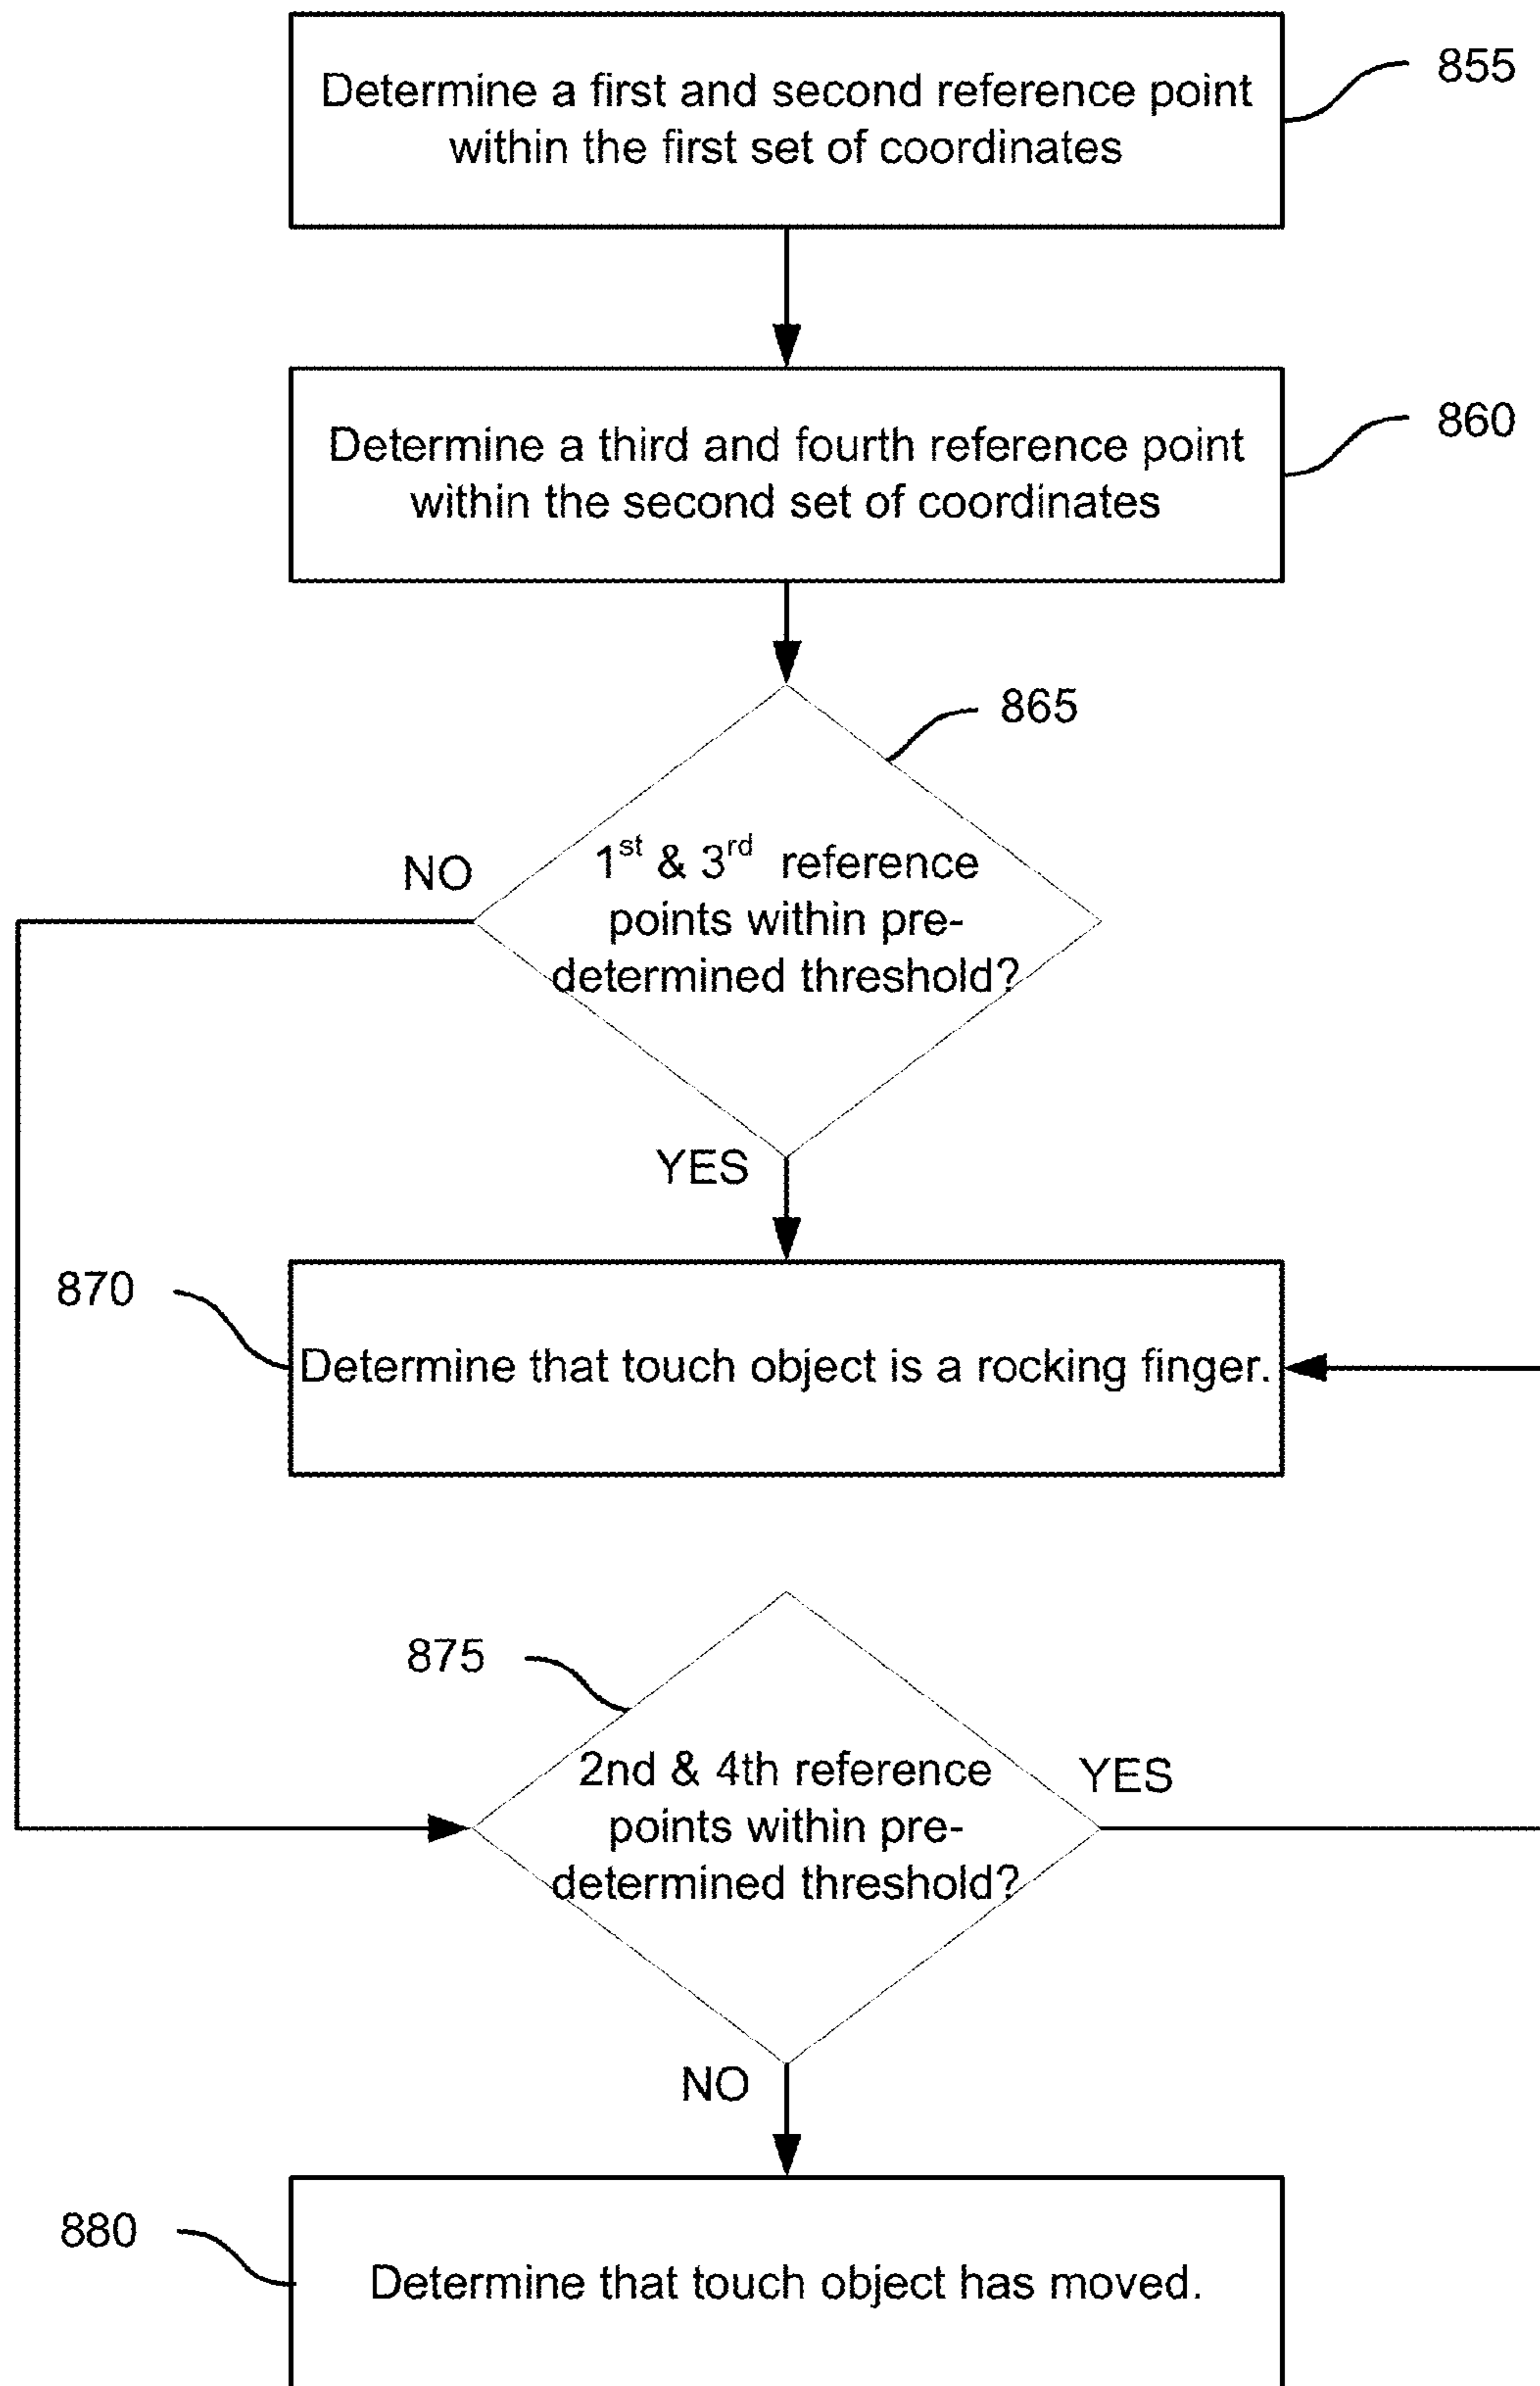 Determine a first and second reference point
within the first set of coordinates
855
Determine a third and fourth reference point
within the second set of coordinates
860
865
NO
1st & 3rd reference
points within pre-
determined threshold?
YES
870
Determine that touch object is a rocking finger.
875
2nd & 4th reference
points within pre-
determined threshold?
YES
NO
880
Determine that touch object has moved.